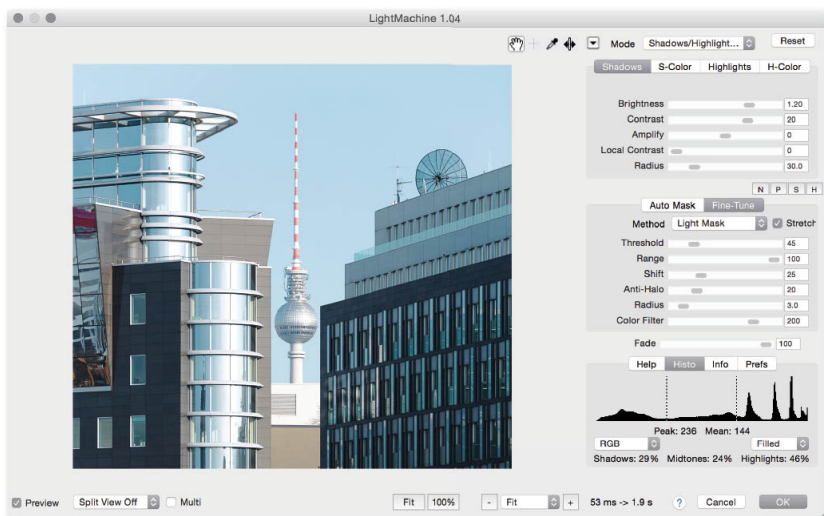 LightMachine 1.04
Mode Shadows/Highlight... Reset
Shadows S-Color Highlights H-Color
Brightness 1.20
Contrast 20
Amplify 0
Local Contrast 0
Radius 30.0
N P S H
Auto Mask Fine-Tune
Method Light Mask Stretch
Threshold 45
Range 100
Shift 25
Anti-Halo 20
Radius 3.0
Color Filter 200
Fade 100
Help Histo Info Prefs
Peak: 236 Mean: 144
RGB Filled
Shadows: 29% Midtones: 24% Highlights: 46%
Preview Split View Off Multi Fit 100% - Fit + 53 ms -> 1.9 s ? Cancel OK